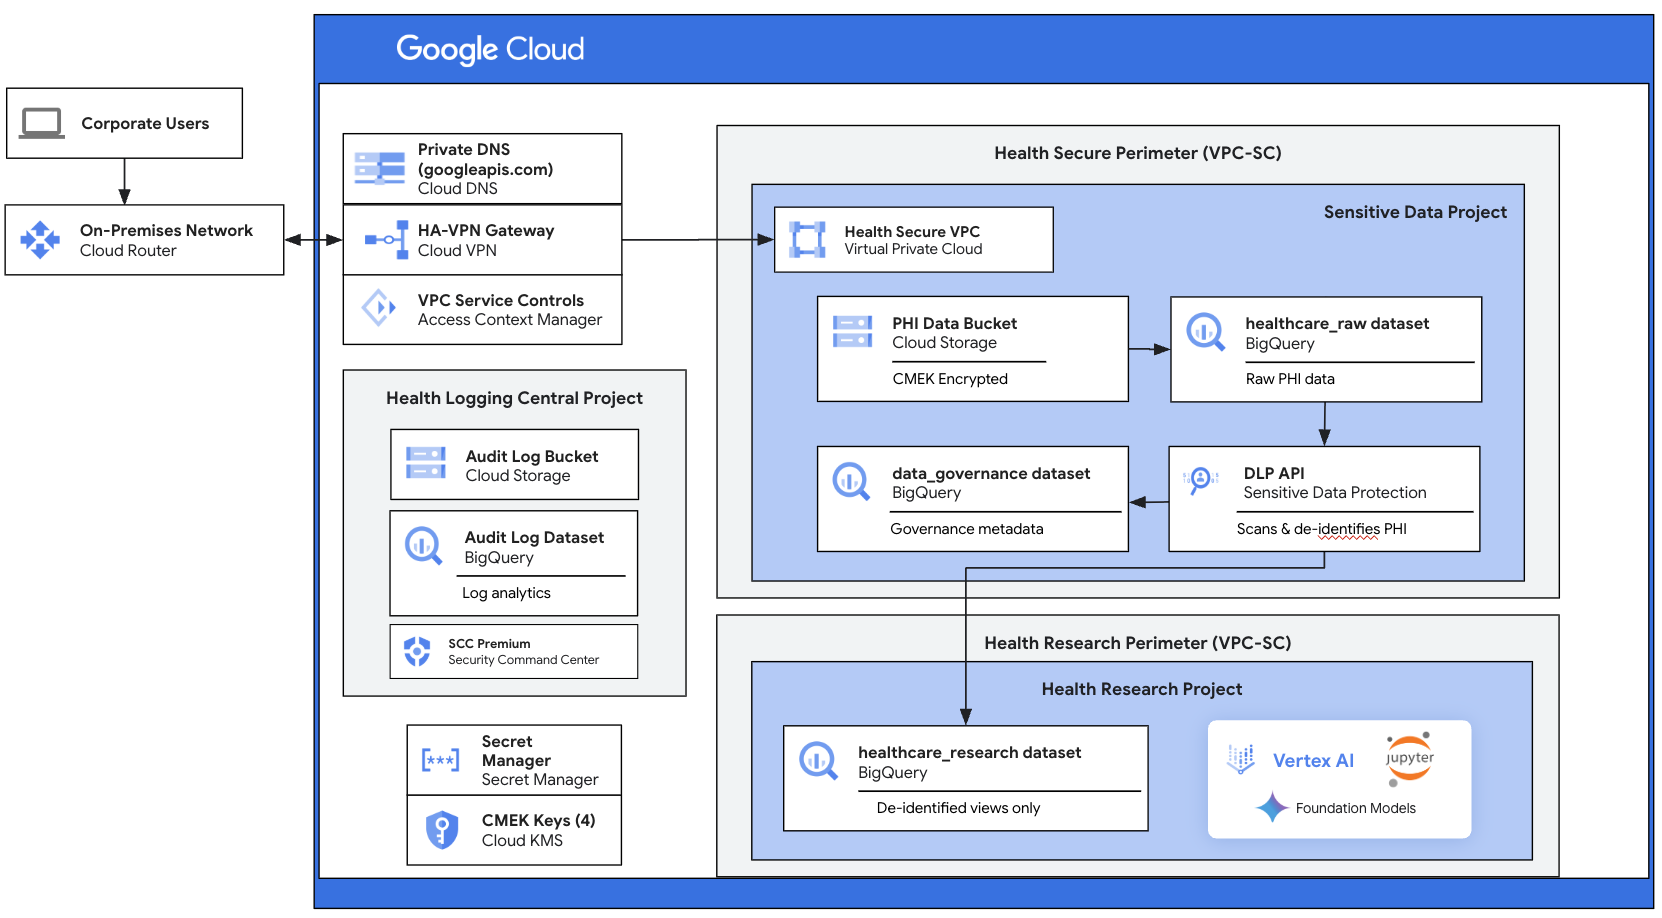 Google Cloud
Corporate Users
On-Premises Network
Cloud Router
Private DNS
(googleapis.com)
Cloud DNS
HA-VPN Gateway
Cloud VPN
VPC Service Controls
Access Context Manager
Health Logging Central Project
Audit Log Bucket
Cloud Storage
Audit Log Dataset
BigQuery
Log analytics
SCC Premium
Security Command Center
[***]
Secret
Manager
Secret Manager
CMEK Keys (4)
Cloud KMS
Health Secure Perimeter (VPC-SC)
Sensitive Data Project
Health Secure VPC
Virtual Private Cloud
PHI Data Bucket
Cloud Storage
CMEK Encrypted
healthcare_raw dataset
BigQuery
Raw PHI data
data_governance dataset
BigQuery
Governance metadata
DLP API
Sensitive Data Protection
Scans & de-identifies PHI
Health Research Perimeter (VPC-SC)
Health Research Project
healthcare_research dataset
BigQuery
De-identified views only
Vertex AI
jupyter
Foundation Models